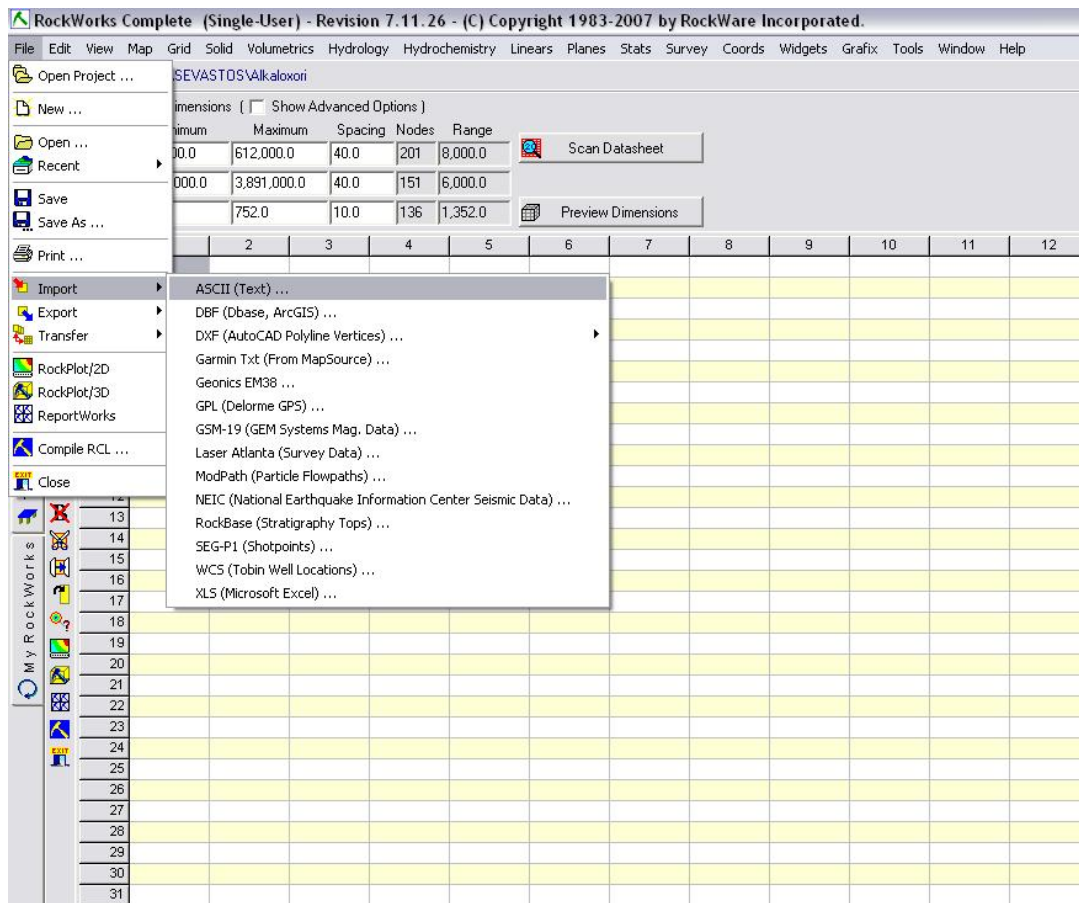 RockWorks Complete (Single-User) - Revision 7.11.26 - (C) Copyright 1983-2007 by RockWare Incorporated.
File Edit View Map Grid Solid Volumetrics Hydrology Hydrochemistry Linears Planes Stats Survey Coords Widgets Grafix Tools Window Help
Open Project ...
SEVASTOS\Alkaloxori
New ...
imensions ( Show Advanced Options )
nimum Maximum Spacing Nodes Range
Open ...
00.0 612,000.0 40.0 201 8,000.0 Scan Datasheet
Recent
000.0 3,891,000.0 40.0 151 6,000.0
Save
752.0 10.0 136 1,352.0 Preview Dimensions
Save As ...
2 3 4 5 6 7 8 9 10 11 12
Print ...
Import
ASCII (Text) ...
Export
DBF (Dbase, ArcGIS) ...
Transfer
DXF (AutoCAD Polyline Vertices) ...
Garmin Txt (From MapSource) ...
RockPlot/2D
Geonics EM38 ...
RockPlot/3D
GPL (Delorme GPS) ...
ReportWorks
GSM-19 (GEM Systems Mag. Data) ...
Compile RCL ...
Laser Atlanta (Survey Data) ...
ModPath (Particle Flowpaths) ...
EXIT
Close
NEIC (National Earthquake Information Center Seismic Data) ...
12
RockBase (Stratigraphy Tops) ...
13
SEG-P1 (Shotpoints) ...
14
WCS (Tobin Well Locations) ...
15
XLS (Microsoft Excel) ...
16
17
18
19
20
21
22
23
24
EXIT
25
26
27
28
29
30
31
My RockWorks